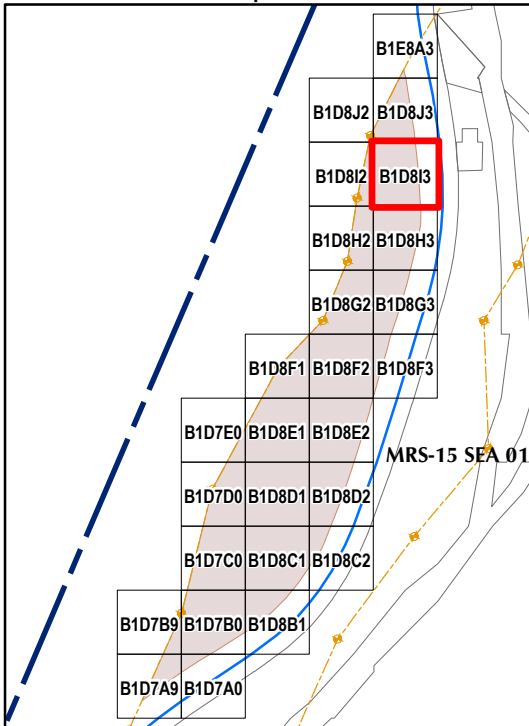 B1E8A3
B1D8J2 B1D8J3
B1D8I2 B1D8I3
B1D8H2 B1D8H3
B1D8G2 B1D8G3
B1D8F1 B1D8F2 B1D8F3
B1D7E0 B1D8E1 B1D8E2
MRS-15 SEA 01
B1D7D0 B1D8D1 B1D8D2
B1D7C0 B1D8C1 B1D8C2
B1D7B9 B1D7B0 B1D8B1
B1D7A9 B1D7A0